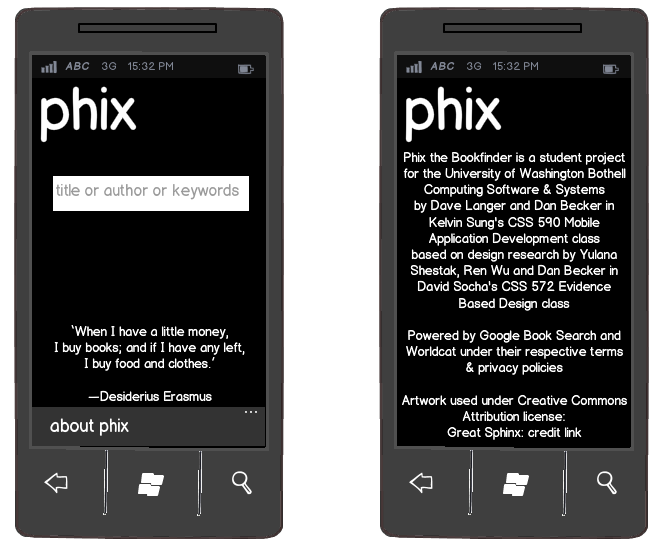 ABC 3G 15:32 PM
phix
title or author or keywords
‘When I have a little money,
I buy books; and if I have any left,
I buy food and clothes.’
—Desiderius Erasmus
...
about phix
ABC 3G 15:32 PM
phix
Phix the Bookfinder is a student project
for the University of Washington Bothell
Computing Software & Systems
by Dave Langer and Dan Becker in
Kelvin Sung's CSS 590 Mobile
Application Development class
based on design research by Yulana
Shestak, Ren Wu and Dan Becker in
David Socha's CSS 572 Evidence
Based Design class
Powered by Google Book Search and
Worldcat under their respective terms
& privacy policies
Artwork used under Creative Commons
Attribution license:
Great Sphinx: credit link